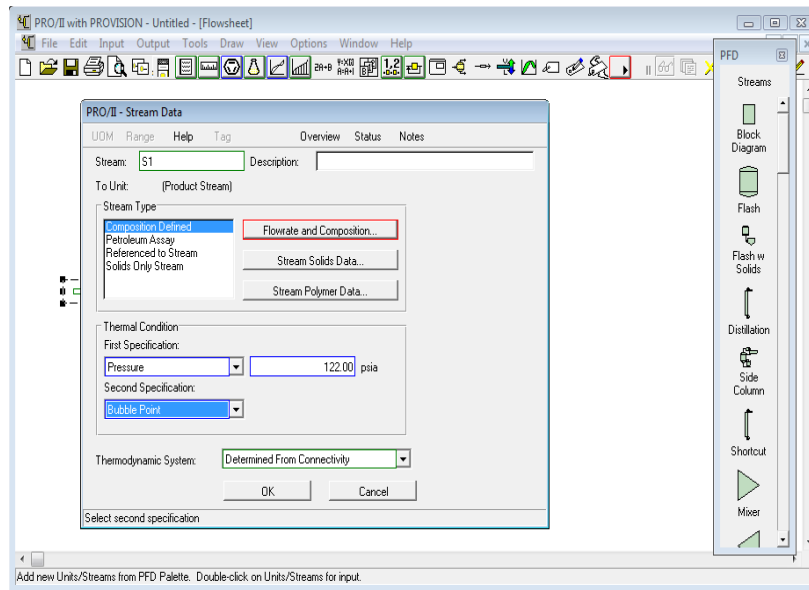 PRO/II with PROVISION - Untitled - [Flowsheet]
File Edit Input Output Tools Draw View Options Window Help
PFD
Streams
Block
Diagram
Flash
Flash w
Solids
Distillation
Side
Column
Shortcut
Mixer
PRO/II - Stream Data
UOM Range Help Tag Overview Status Notes
Stream: S1 Description:
To Unit: (Product Stream)
Stream Type
Composition Defined
Petroleum Assay
Referenced to Stream
Solids Only Stream
Flowrate and Composition...
Stream Solids Data...
Stream Polymer Data...
Thermal Condition
First Specification:
Pressure 122.00 psia
Second Specification:
Bubble Point
Thermodynamic System: Determined From Connectivity
OK Cancel
Select second specification
Add new Units/Streams from PFD Palette. Double-click on Units/Streams for input.